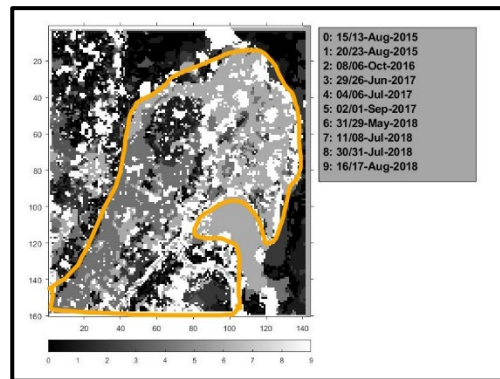 0: 15/13-Aug-2015
1: 20/23-Aug-2015
2: 08/06-Oct-2016
3: 29/26-Jun-2017
4: 04/06-Jul-2017
5: 02/01-Sep-2017
6: 31/29-May-2018
7: 11/08-Jul-2018
8: 30/31-Jul-2018
9: 16/17-Aug-2018
20
40
60
80
100
120
140
160
20 40 60 80 100 120 140
0 1 2 3 4 5 6 7 8 9